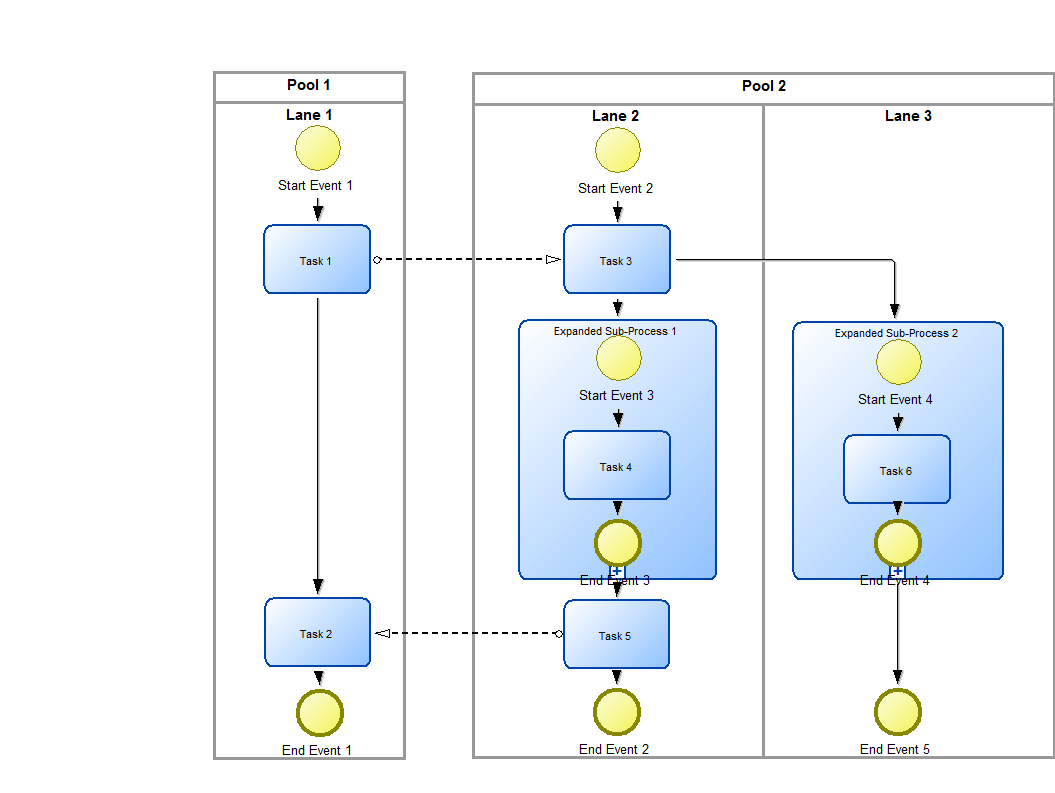 Pool 1
Lane 1
Start Event 1
Task 1
Task 2
End Event 1
Pool 2
Lane 2
Start Event 2
Task 3
Expanded Sub-Process 1
Start Event 3
Task 4
End Event 3
Task 5
End Event 2
Lane 3
Expanded Sub-Process 2
Start Event 4
Task 6
End Event 4
End Event 5